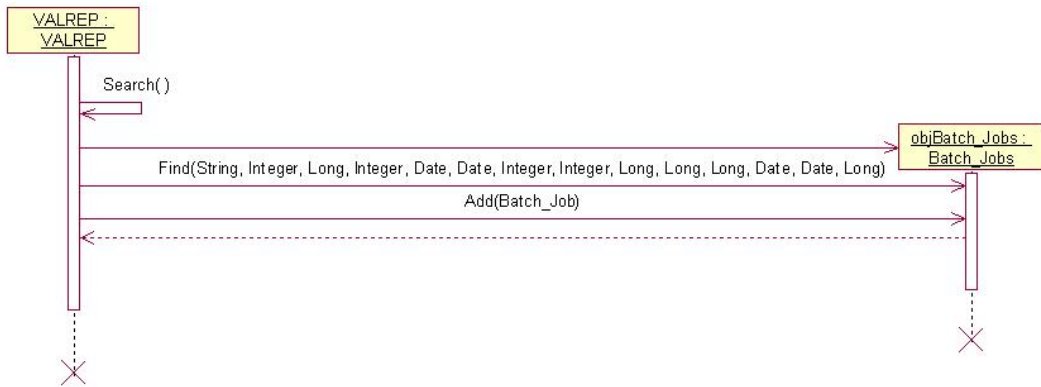 VALREP :
VALREP
Search( )
objBatch_Jobs :
Batch_Jobs
Find(String, Integer, Long, Integer, Date, Date, Integer, Integer, Long, Long, Long, Date, Date, Long)
Add(Batch_Job)